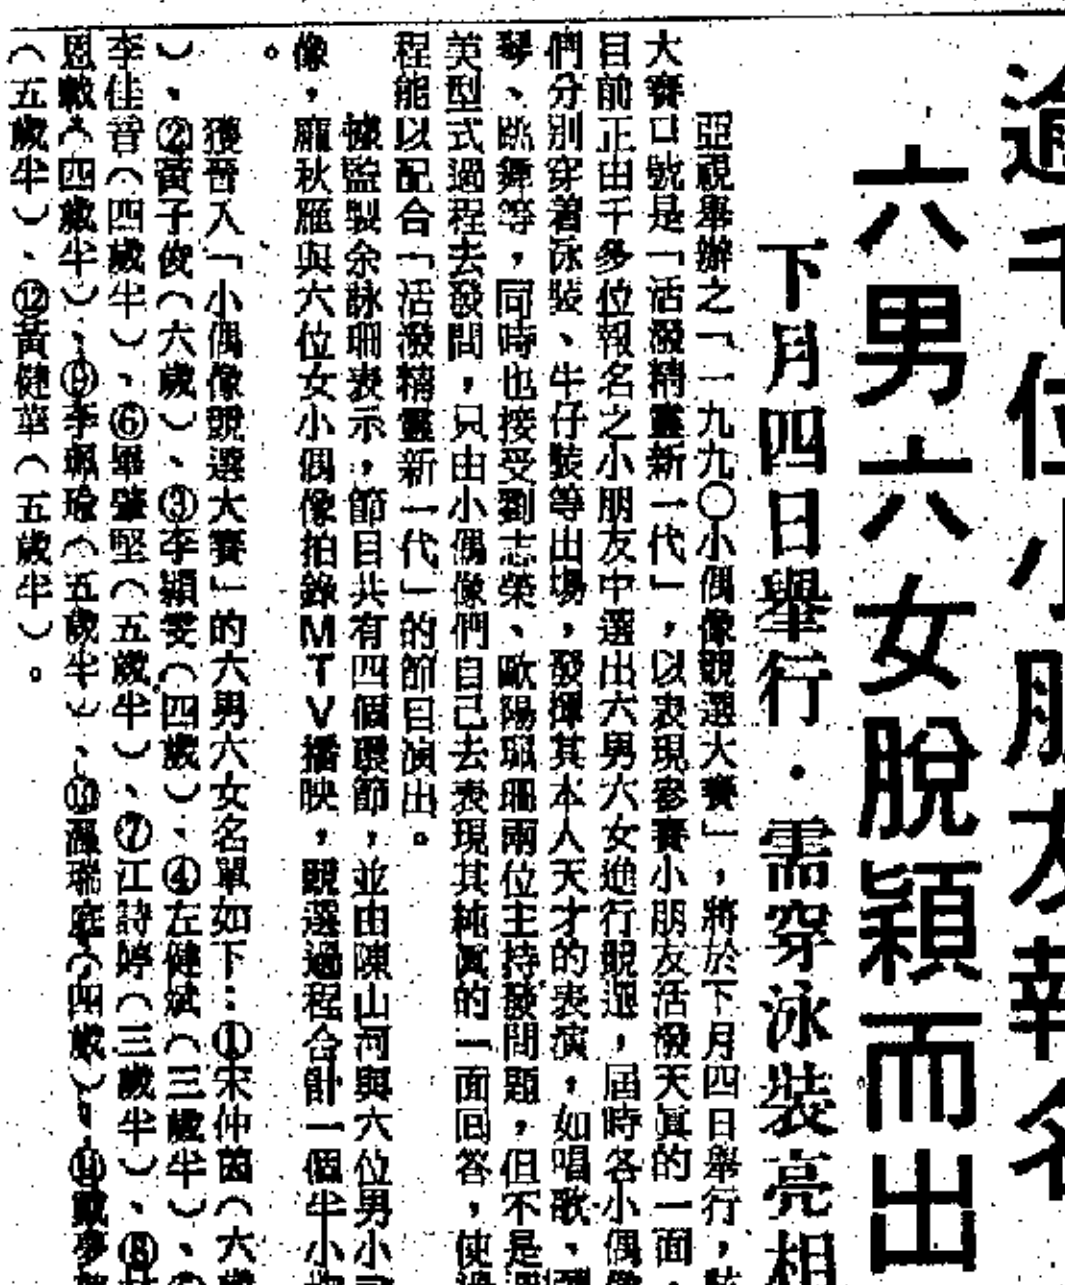 逾千位小朋友報名
六男六女脫穎而出
下月四日舉行・需穿泳裝亮相
亞視舉辦之「一九九〇小偶像競選大賽」，將於下月四日舉行，
大賽口號是「活潑精靈新一代」，以表現參賽小朋友活潑天眞的一面，
目前正由千多位報名之小朋友中選出六男六女進行競選，屆時各小偶像
們分別穿着泳裝、牛仔裝等出場，發揮其本人天才的表演，如唱歌、
琴、跳舞等，同時也接受劉志榮、歐陽珮珊兩位主持發問題，但不是
美型式過程去發問，只由小偶像們自己去表現其純眞的一面回答，使過
程能以配合「活潑精靈新一代」的節目演出。
據監製余詠珊表示，節目共有四個環節，並由陳山河與六位男小
像，龐秋雁與六位女小偶像拍錄MTV播映，競選過程合計一個半小
。
獲晉入「小偶像競選大賽」的六男六女名單如下：①宋仲茵（六歲
）、②黃子俊（六歲）、③李穎雯（四歲）、④左健斌（三歲半）、
李佳音（四歲半）、⑥畢肇堅（五歲半）、⑦江詩婷（三歲半）、⑧
恩敏（四歲半）、⑨李珮瑜（五歲半）、⑩溫瑞庭（四歲）、⑪戴夢
（五歲半）、⑫黃健華（五歲半）。